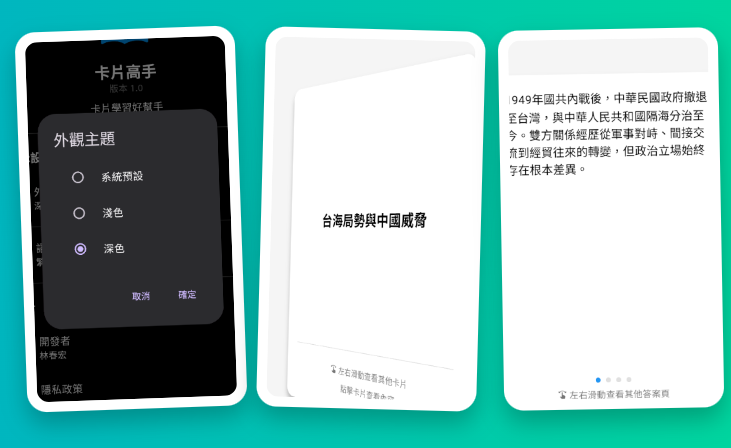 卡片高手
版本 1.0
卡片學習好幫手
外觀主題
系統預設
淺色
深色
取消
確定
開發者
林春宏
隱私政策
台海局勢與中國威脅
左右滑動查看其他卡片
點擊卡片查看
1949年國共內戰後,中華民國政府撤退
至台灣,與中華人民共和國隔海分治至
今。雙方關係經歷從軍事對峙、間接交
流到經貿往來的轉變,但政治立場始終
存在根本差異。
左右滑動查看其他答案頁